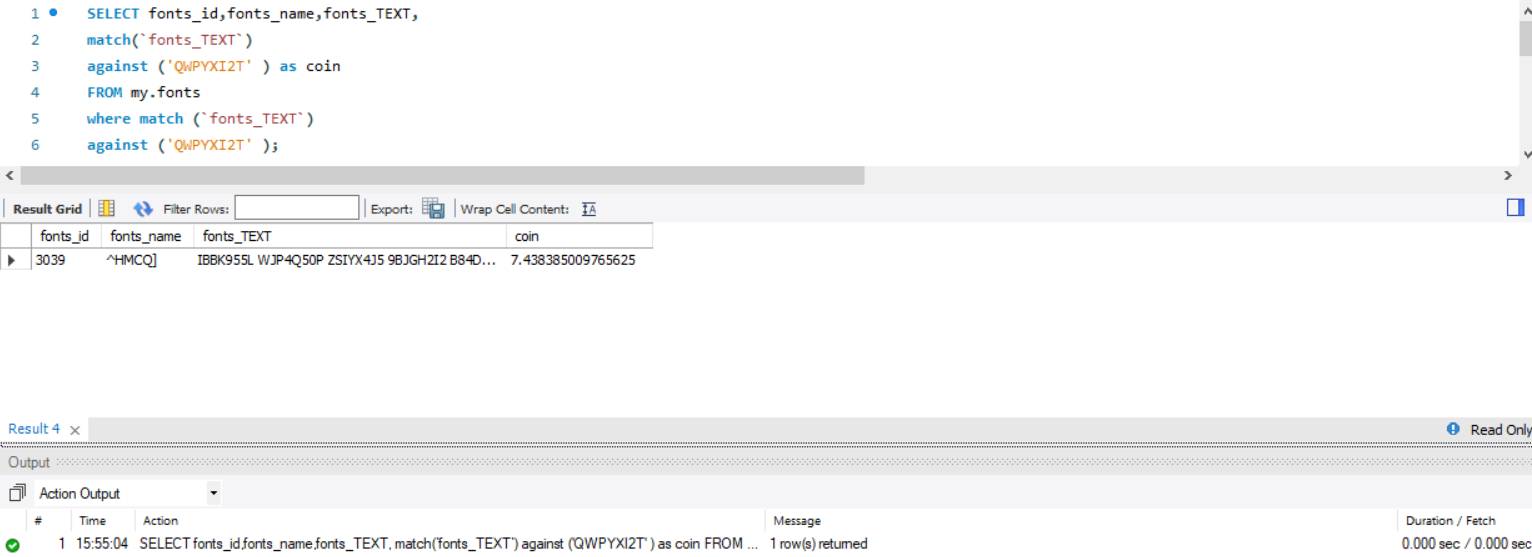 1 SELECT fonts_id,fonts_name,fonts_TEXT,
2 match(`fonts_TEXT`)
3 against ('QWPYXI2T' ) as coin
4 FROM my.fonts
5 where match (`fonts_TEXT`)
6 against ('QWPYXI2T' );
Result Grid Filter Rows: Export: Wrap Cell Content: IA
fonts_id fonts_name fonts_TEXT coin
3039 ^HMCQ] IBBK955L WJP4Q50P ZSIYX4J5 9BJGH2I2 B84D... 7.438385009765625
Result 4 × Read Only
Output
Action Output
# Time Action Message Duration / Fetch
1 15:55:04 SELECT fonts_id,fonts_name,fonts_TEXT, match(`fonts_TEXT`) against ('QWPYXI2T' ) as coin FROM ... 1 row(s) returned 0.000 sec / 0.000 sec